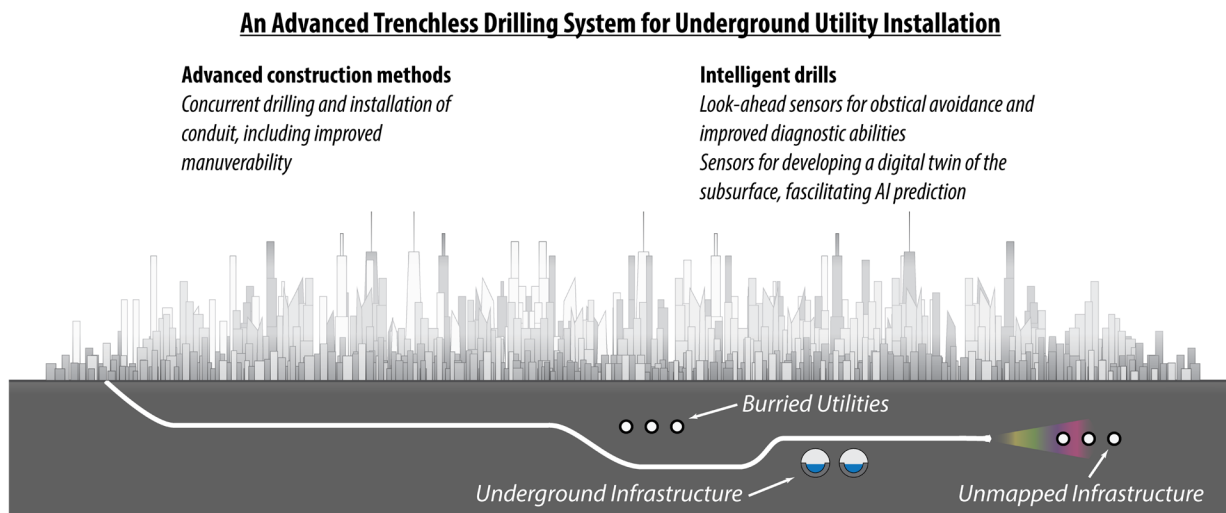 An Advanced Trenchless Drilling System for Underground Utility Installation
Advanced construction methods
Concurrent drilling and installation of
conduit, including improved
manuverability
Intelligent drills
Look-ahead sensors for obstical avoidance and
improved diagnostic abilities
Sensors for developing a digital twin of the
subsurface, fascilitating AI prediction
Burried Utilities
Underground Infrastructure
Unmapped Infrastructure